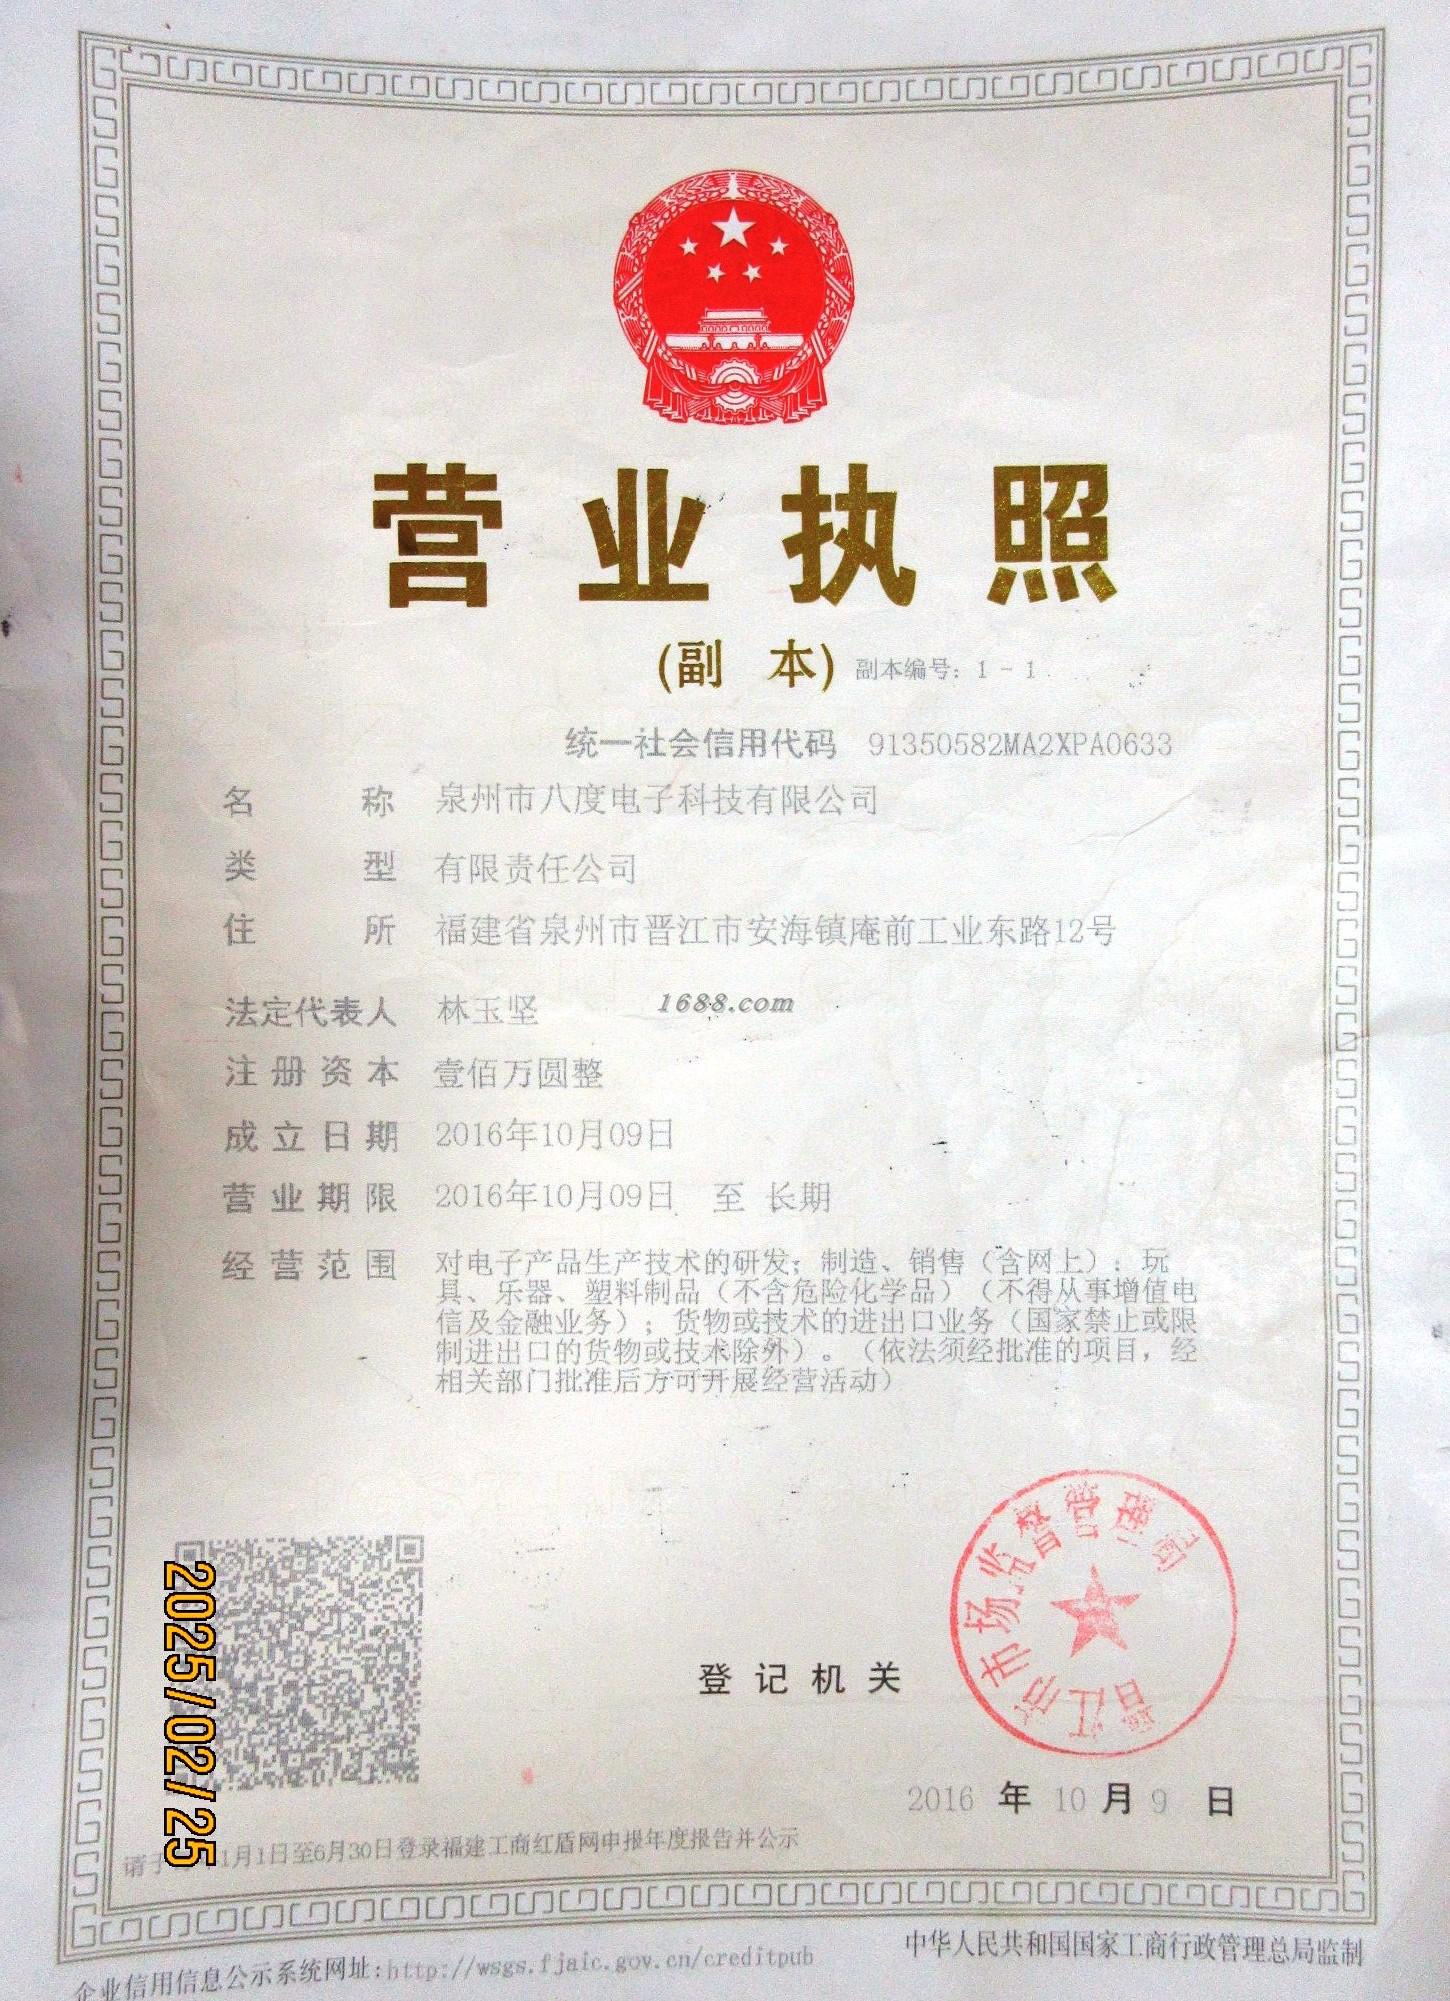 营业执照
(副 本) 副本编号：1-1
统一社会信用代码 91350582MA2XPA0633
名 称 泉州市八度电子科技有限公司
类 型 有限责任公司
住 所 福建省泉州市晋江市安海镇庵前工业东路12号
法定代表人 林玉坚
1688.com
注册资本 壹佰万圆整
成立日期 2016年10月09日
营业期限 2016年10月09日 至 长期
经营范围 对电子产品生产技术的研发；制造、销售（含网上）：玩
具、乐器、塑料制品（不含危险化学品）（不得从事增值电
信及金融业务）；货物或技术的进出口业务（国家禁止或限
制进出口的货物或技术除外）。（依法须经批准的项目，经
相关部门批准后方可开展经营活动）
晋江市市场监督管理局
登记机关
2016 年 10 月 9 日
2025/02/25
请于 1月1日至6月30日登录福建工商红盾网申报年度报告并公示
企业信用信息公示系统网址:http://wsgs.fjaic.gov.cn/creditpub
中华人民共和国国家工商行政管理总局监制